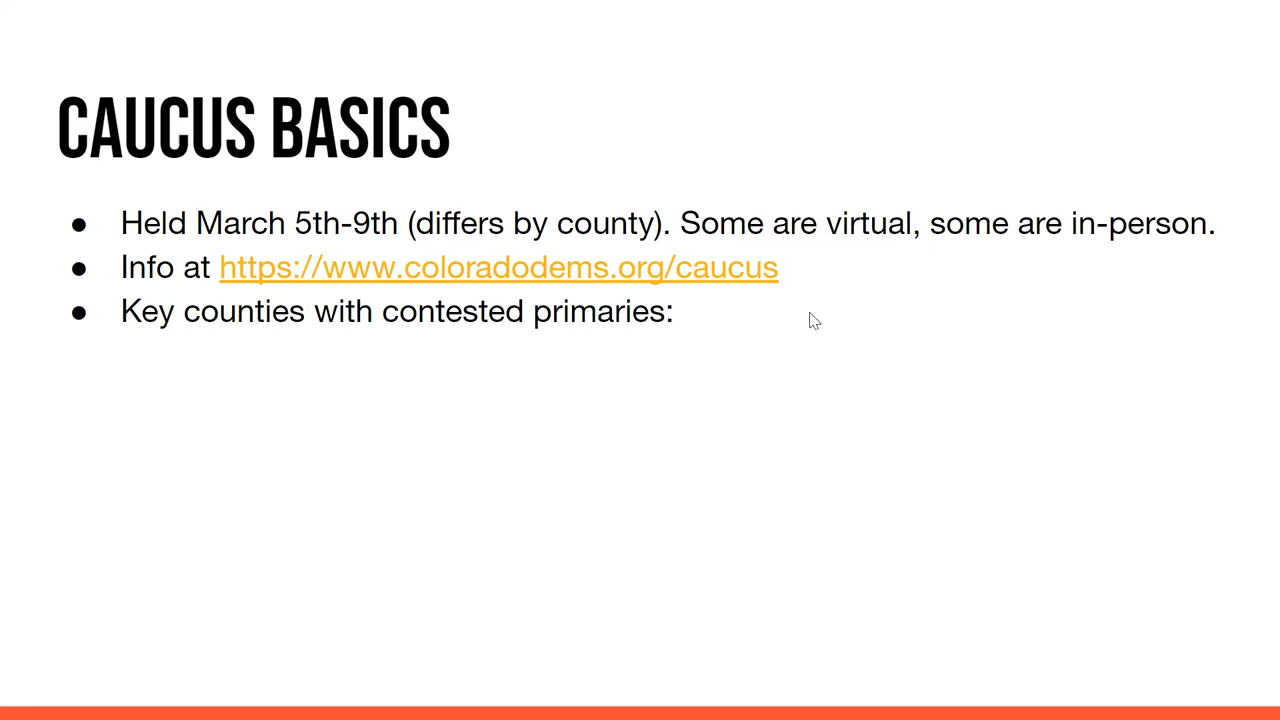 CAUCUS BASICS
● Held March 5th-9th (differs by county). Some are virtual, some are in-person.
● Info at https://www.coloradodems.org/caucus
● Key counties with contested primaries: